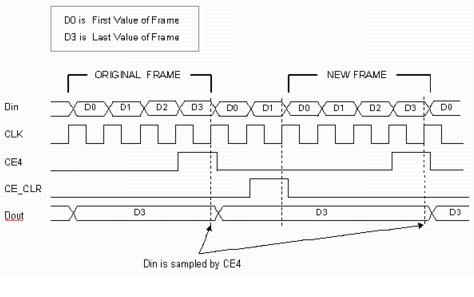 D0 is First Value of Frame
D3 is Last Value of Frame
ORIGINAL FRAME
NEW FRAME
Din D0 D1 D2 D3 D0 D1 D0 D1 D2 D3 D0
CLK
CE4
CE_CLR
Dout D3 D3 D3
Din is sampled by CE4